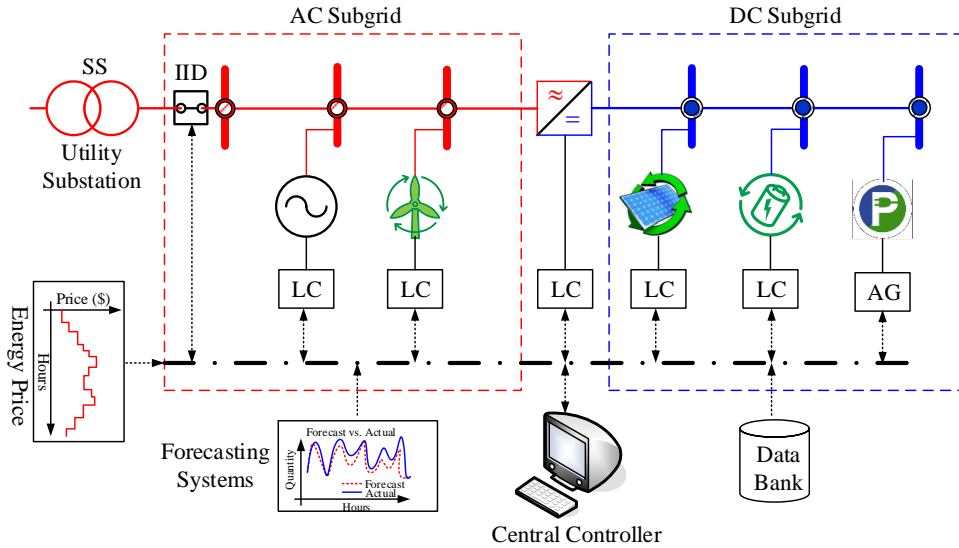 AC Subgrid
DC Subgrid
SS
IID
Utility
Substation
LC
LC
LC
LC
LC
AG
Price ($)
Hours
Energy Price
Forecasting
Systems
Forecast vs. Actual
Quantity
Forecast
Actual
Hours
Central Controller
Data
Bank
P